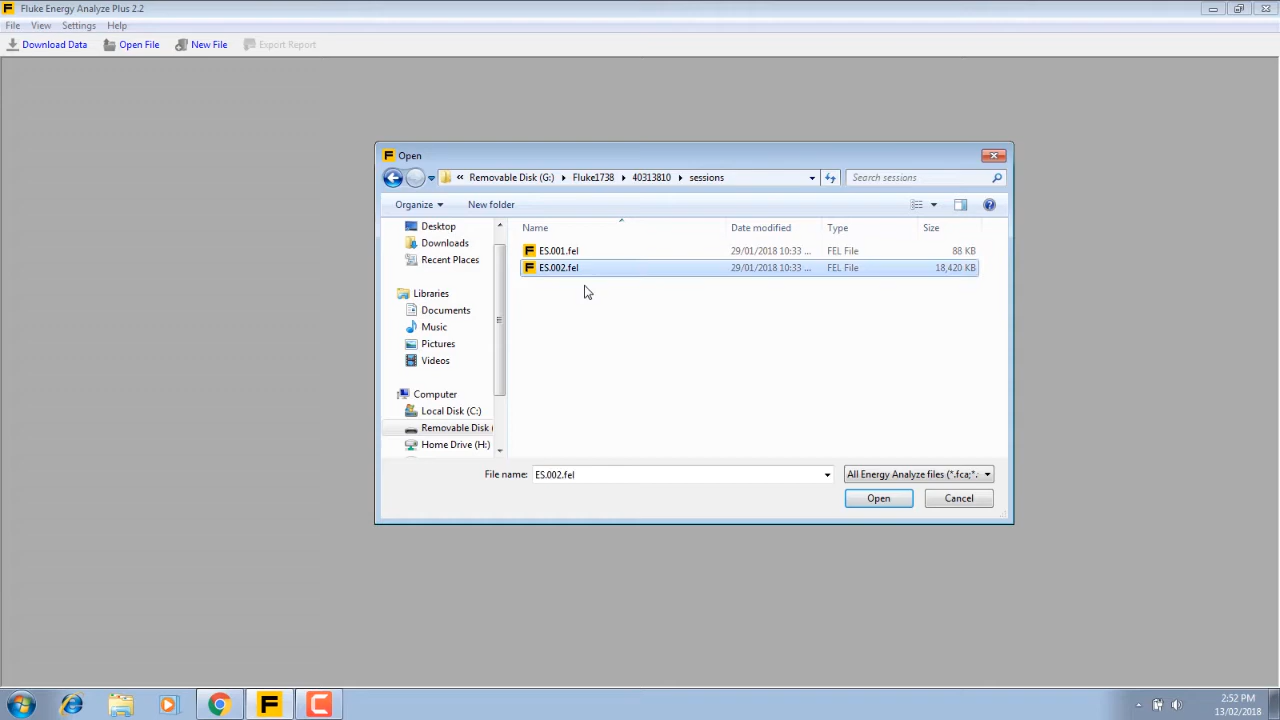 Fluke Energy Analyze Plus 2.2
File View Settings Help
Download Data Open File New File Export Report
Open
« Removable Disk (G:) Fluke1738 40313810 sessions Search sessions
Organize New folder
Name Date modified Type Size
Desktop
Downloads
Recent Places
Libraries
Documents
Music
Pictures
Videos
Computer
Local Disk (C:)
Removable Disk (
Home Drive (H:)
ES.001.fel 29/01/2018 10:33 ... FEL File 88 KB
ES.002.fel 29/01/2018 10:33 ... FEL File 18,420 KB
File name: ES.002.fel All Energy Analyze files (*.fca;*.
Open Cancel
2:52 PM
13/02/2018